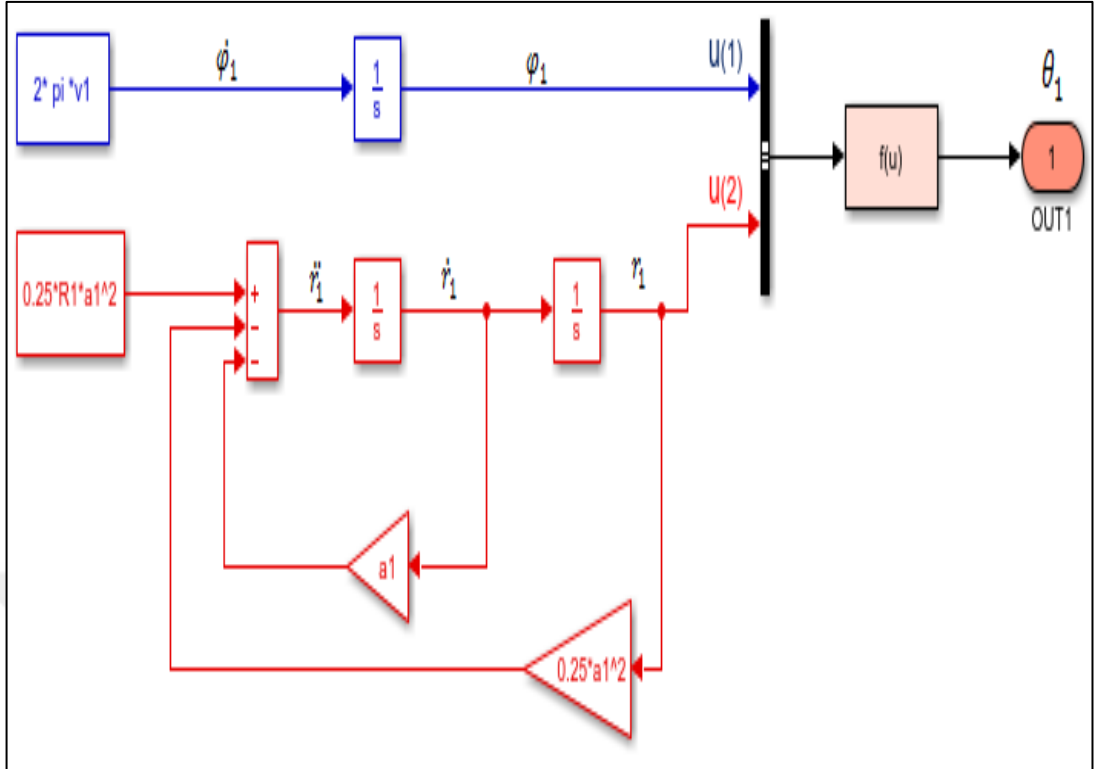 2* pi *v1
φ̇₁
1
s
φ₁
u(1)
u(2)
f(u)
θ₁
1
OUT1
0.25*R1*a1^2
+
−
−
r̈₁
1
s
ṙ₁
1
s
r₁
a1
0.25*a1^2